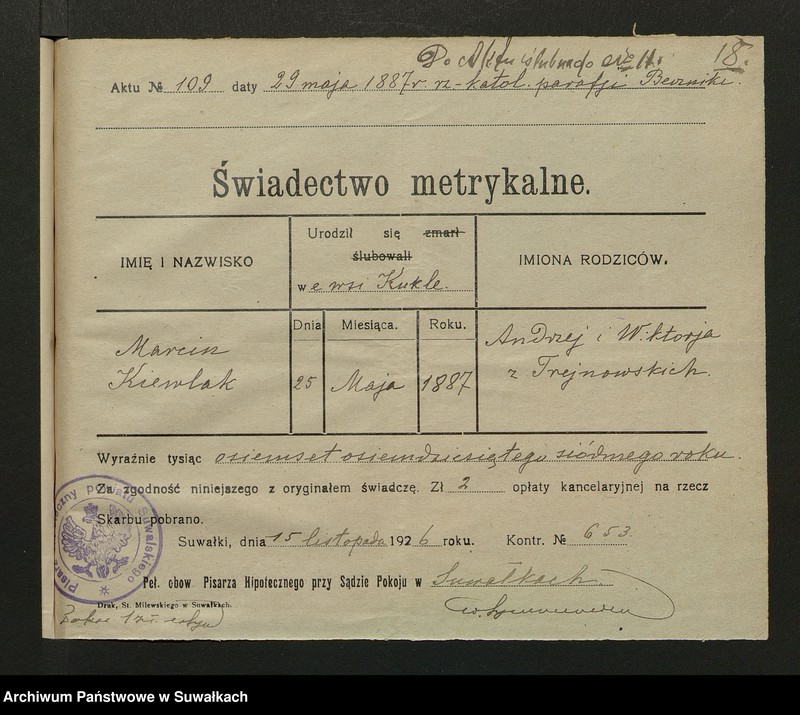 Do Aktu ślubnego № 11. 18.
Aktu № 109 daty 29 maja 1887 r. rz-katol. parafji Berzniki.
Świadectwo metrykalne.
IMIĘ I NAZWISKO
Urodził się zmarł
ślubowali
we wsi Kukle.
IMIONA RODZICÓW.
Dnia Miesiąca. Roku.
Marcin
Kiewlak
25 Maja 1887
Andrzej i Wiktorja
z Trejnowskich.
Wyraźnie tysiąc osiemset osiemdziesiątego siódmego roku.
Za zgodność niniejszego z oryginałem świadczę. Zł 2 opłaty kancelaryjnej na rzecz
Skarbu pobrano.
Suwałki, dnia 15 listopada 1926 roku. Kontr. № 653.
Peł. obow. Pisarza Hipotecznego przy Sądzie Pokoju w Suwałkach.
Druk, St. Milewskiego w Suwałkach.
Powiatu Suwalskiego
Archiwum Państwowe w Suwałkach